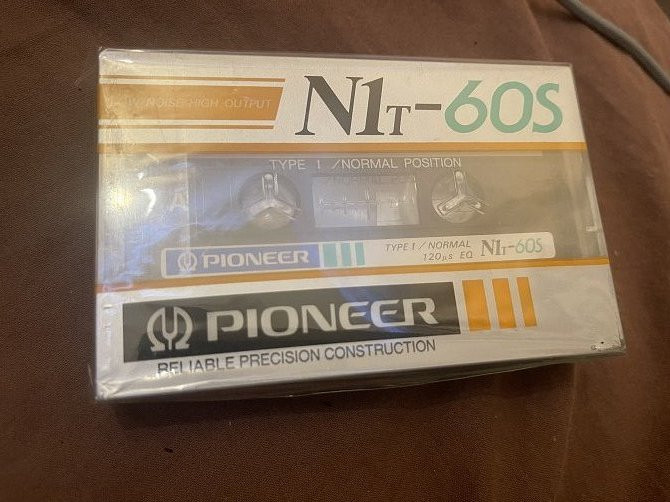 NOISE·HIGH OUTPUT
N1T-60S
TYPE I /NORMAL POSITION
A
PIONEER
TYPE I / NORMAL
120μs EQ
N1T-60S
PIONEER
RELIABLE PRECISION CONSTRUCTION